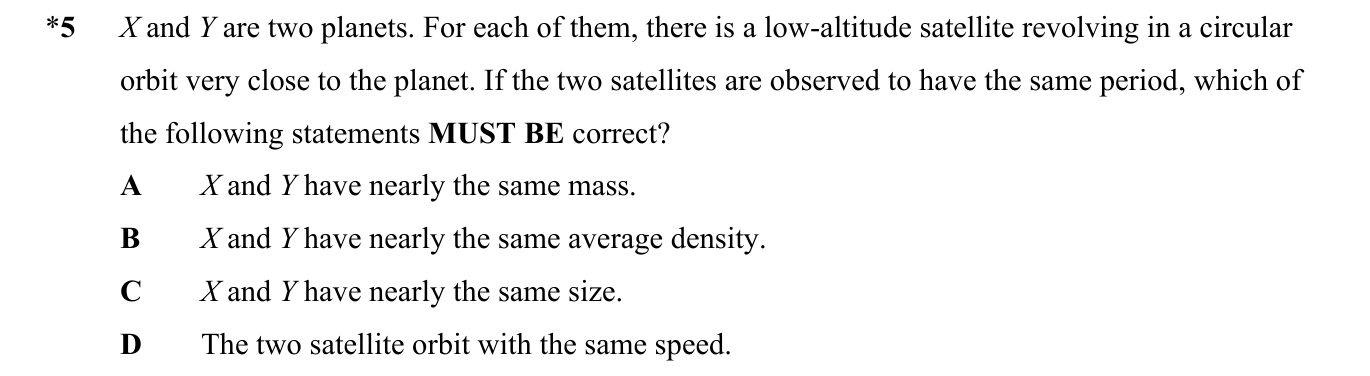 *5 X and Y are two planets. For each of them, there is a low-altitude satellite revolving in a circular
orbit very close to the planet. If the two satellites are observed to have the same period, which of
the following statements MUST BE correct?
A X and Y have nearly the same mass.
B X and Y have nearly the same average density.
C X and Y have nearly the same size.
D The two satellite orbit with the same speed.